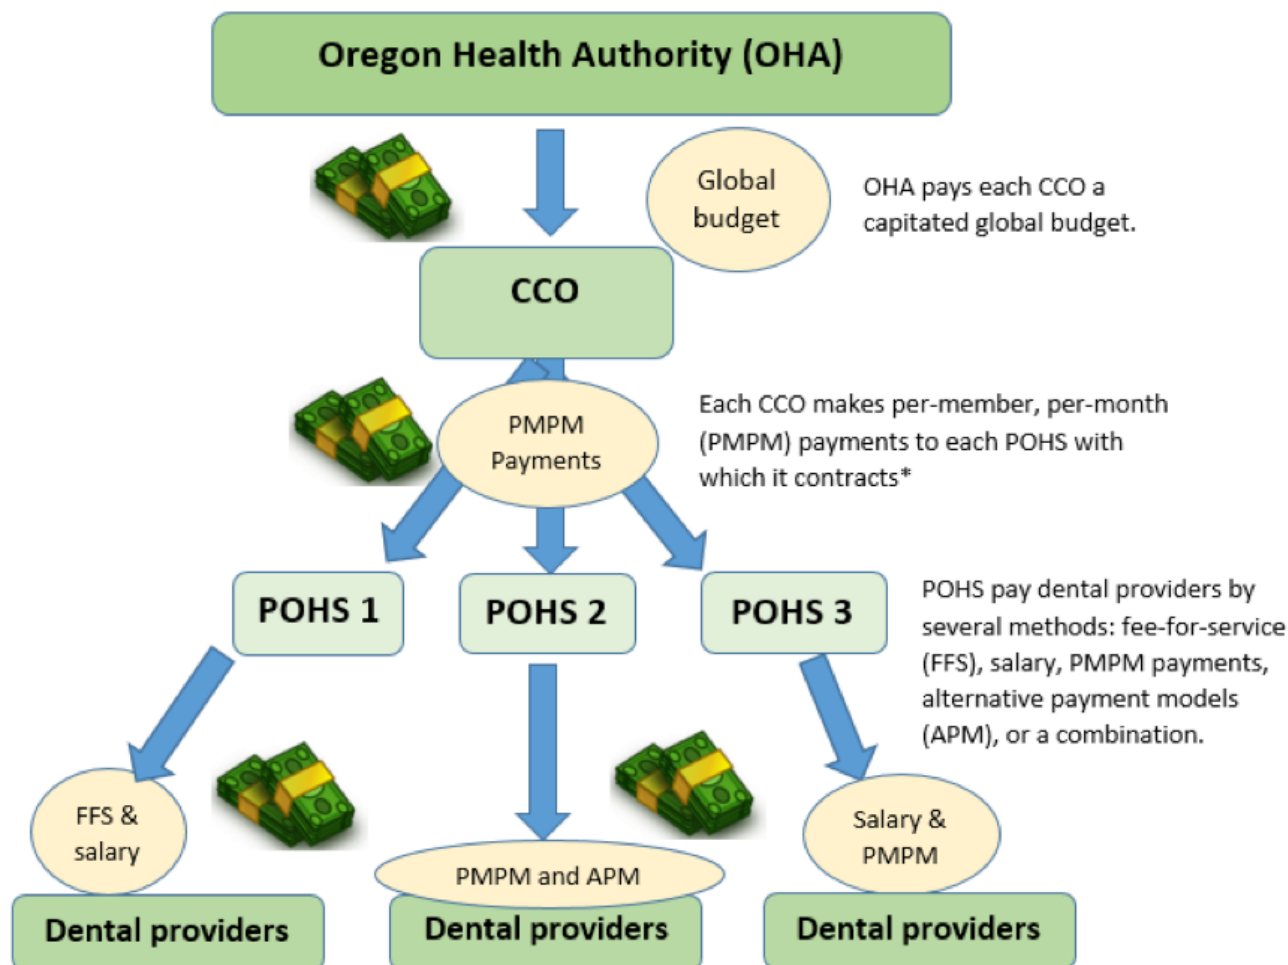 Oregon Health Authority (OHA)
Global
budget
OHA pays each CCO a
capitated global budget.
CCO
PMPM
Payments
Each CCO makes per-member, per-month
(PMPM) payments to each POHS with
which it contracts*
POHS 1
POHS 2
POHS 3
POHS pay dental providers by
several methods: fee-for-service
(FFS), salary, PMPM payments,
alternative payment models
(APM), or a combination.
FFS &
salary
PMPM and APM
Salary &
PMPM
Dental providers
Dental providers
Dental providers